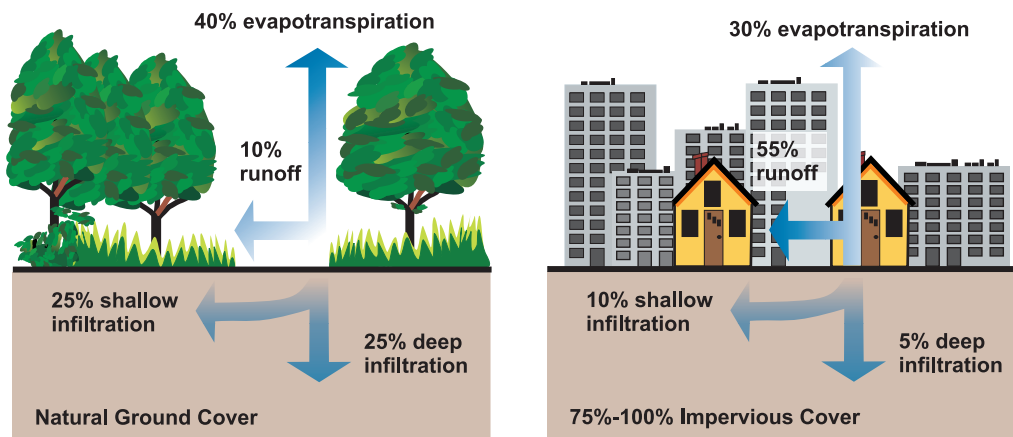 40% evapotranspiration
10%
runoff
25% shallow
infiltration
25% deep
infiltration
Natural Ground Cover
30% evapotranspiration
55%
runoff
10% shallow
infiltration
5% deep
infiltration
75%-100% Impervious Cover